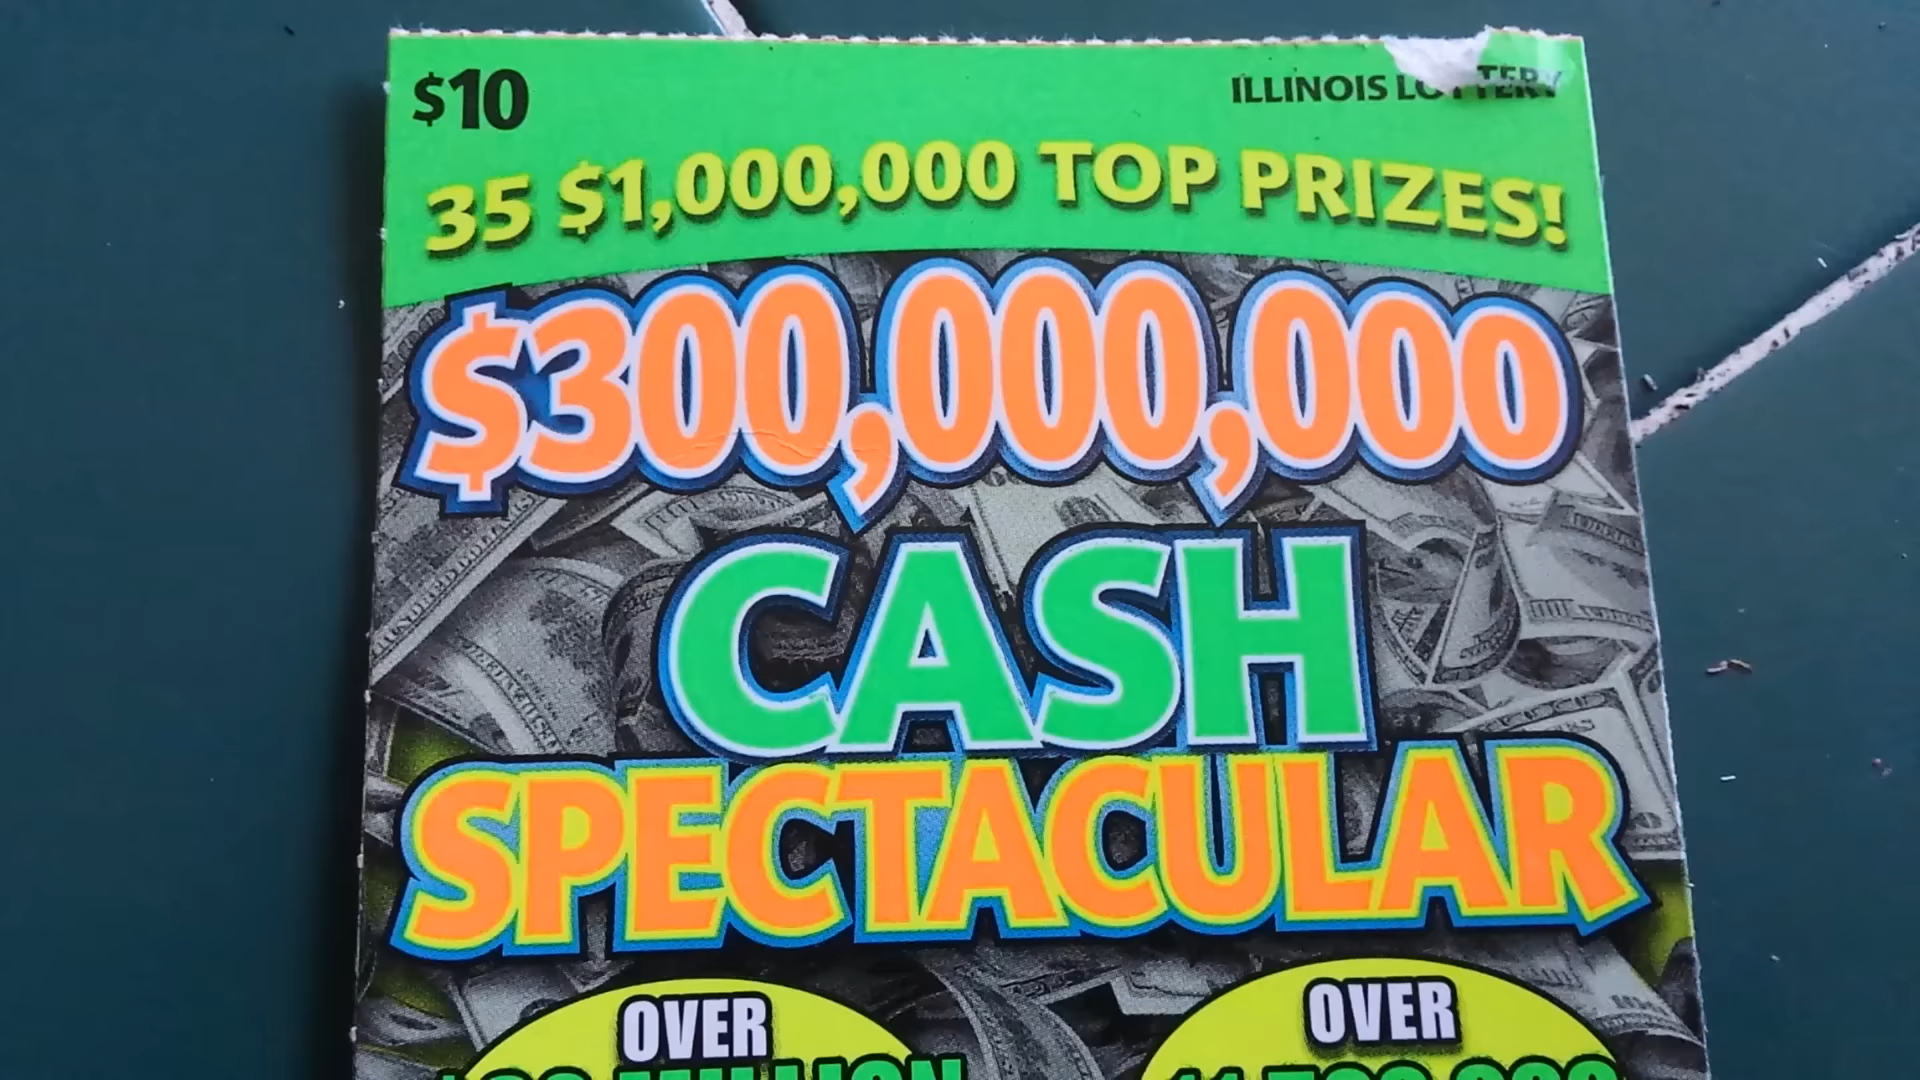 $10
ILLINOIS LOTTERY
35 $1,000,000 TOP PRIZES!
$300,000,000
CASH
SPECTACULAR
OVER
OVER